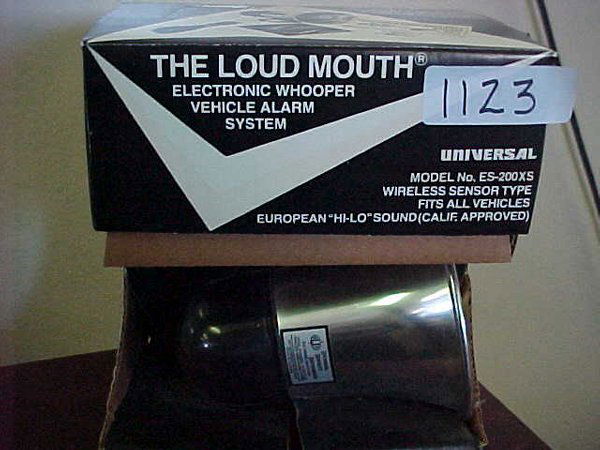 THE LOUD MOUTH®
ELECTRONIC WHOOPER
VEHICLE ALARM
SYSTEM
1123
UNIVERSAL
MODEL No. ES-200XS
WIRELESS SENSOR TYPE
FITS ALL VEHICLES
EUROPEAN "HI-LO" SOUND (CALIF. APPROVED)